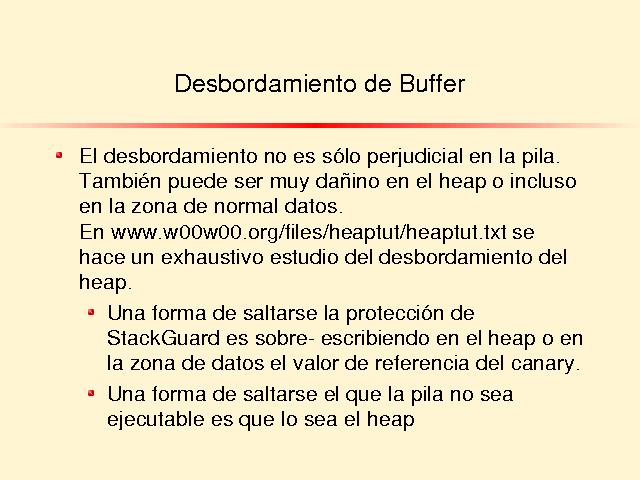 Desbordamiento de Buffer
El desbordamiento no es sólo perjudicial en la pila.
También puede ser muy dañino en el heap o incluso
en la zona de normal datos.
En www.w00w00.org/files/heaptut/heaptut.txt se
hace un exhaustivo estudio del desbordamiento del
heap.
Una forma de saltarse la protección de
StackGuard es sobre- escribiendo en el heap o en
la zona de datos el valor de referencia del canary.
Una forma de saltarse el que la pila no sea
ejecutable es que lo sea el heap